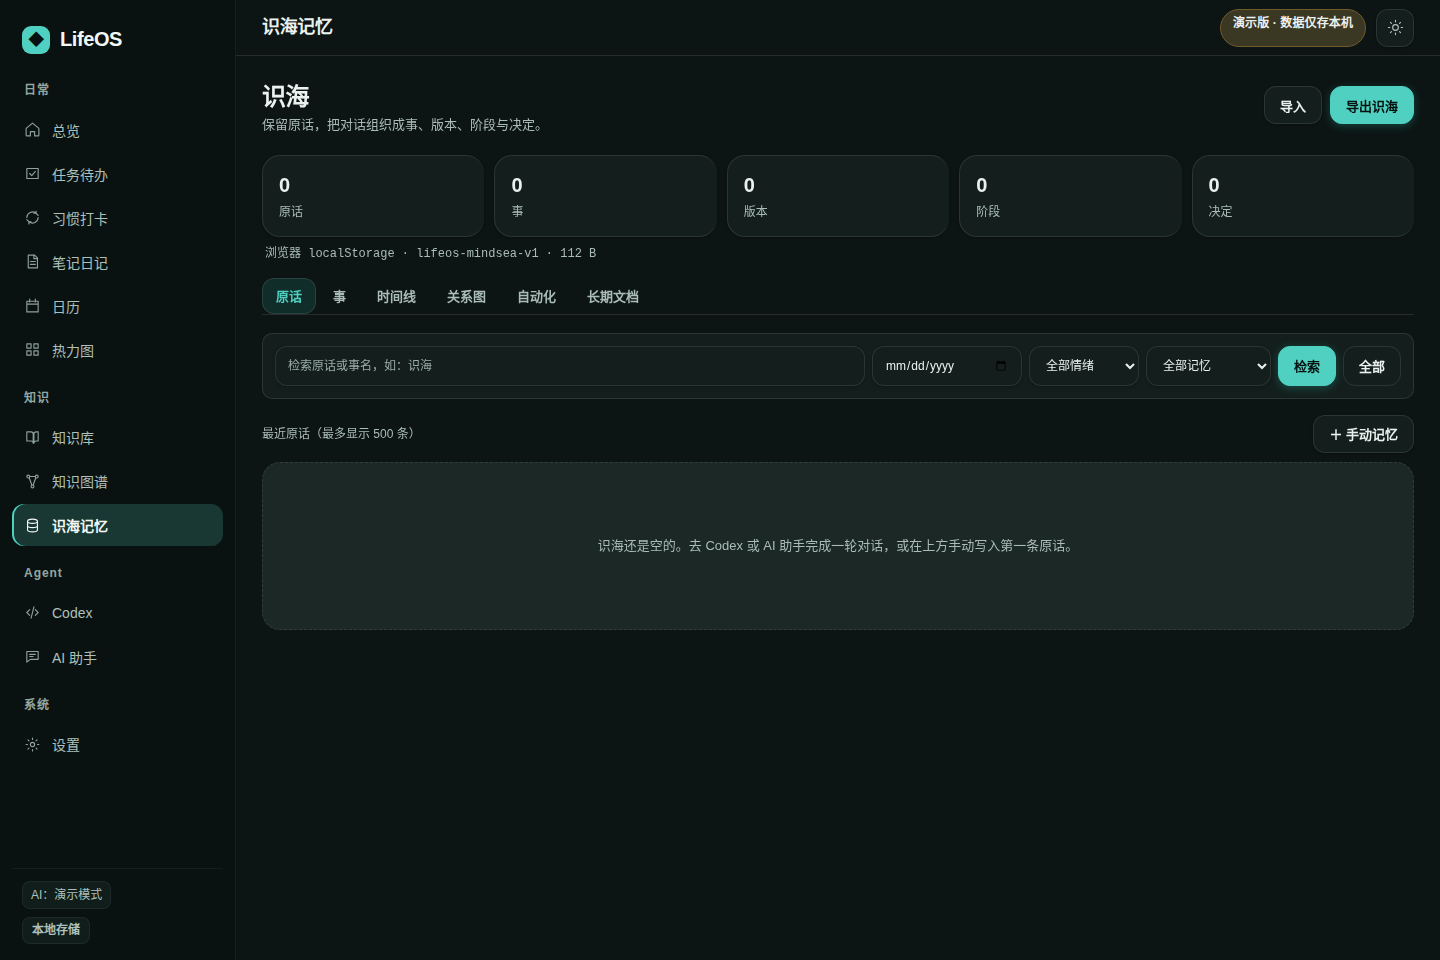 LifeOS
日常
总览
任务待办
习惯打卡
笔记日记
日历
热力图
知识
知识库
知识图谱
识海记忆
Agent
Codex
AI 助手
系统
设置
AI：演示模式
本地存储
识海记忆
演示版 · 数据仅存本机
识海
保留原话，把对话组织成事、版本、阶段与决定。
导入
导出识海
0
原话
0
事
0
版本
0
阶段
0
决定
浏览器 localStorage · lifeos-mindsea-v1 · 112 B
原话 事 时间线 关系图 自动化 长期文档
检索原话或事名，如：识海
mm/dd/yyyy
全部情绪
全部记忆
检索
全部
最近原话（最多显示 500 条）
＋ 手动记忆
识海还是空的。去 Codex 或 AI 助手完成一轮对话，或在上方手动写入第一条原话。